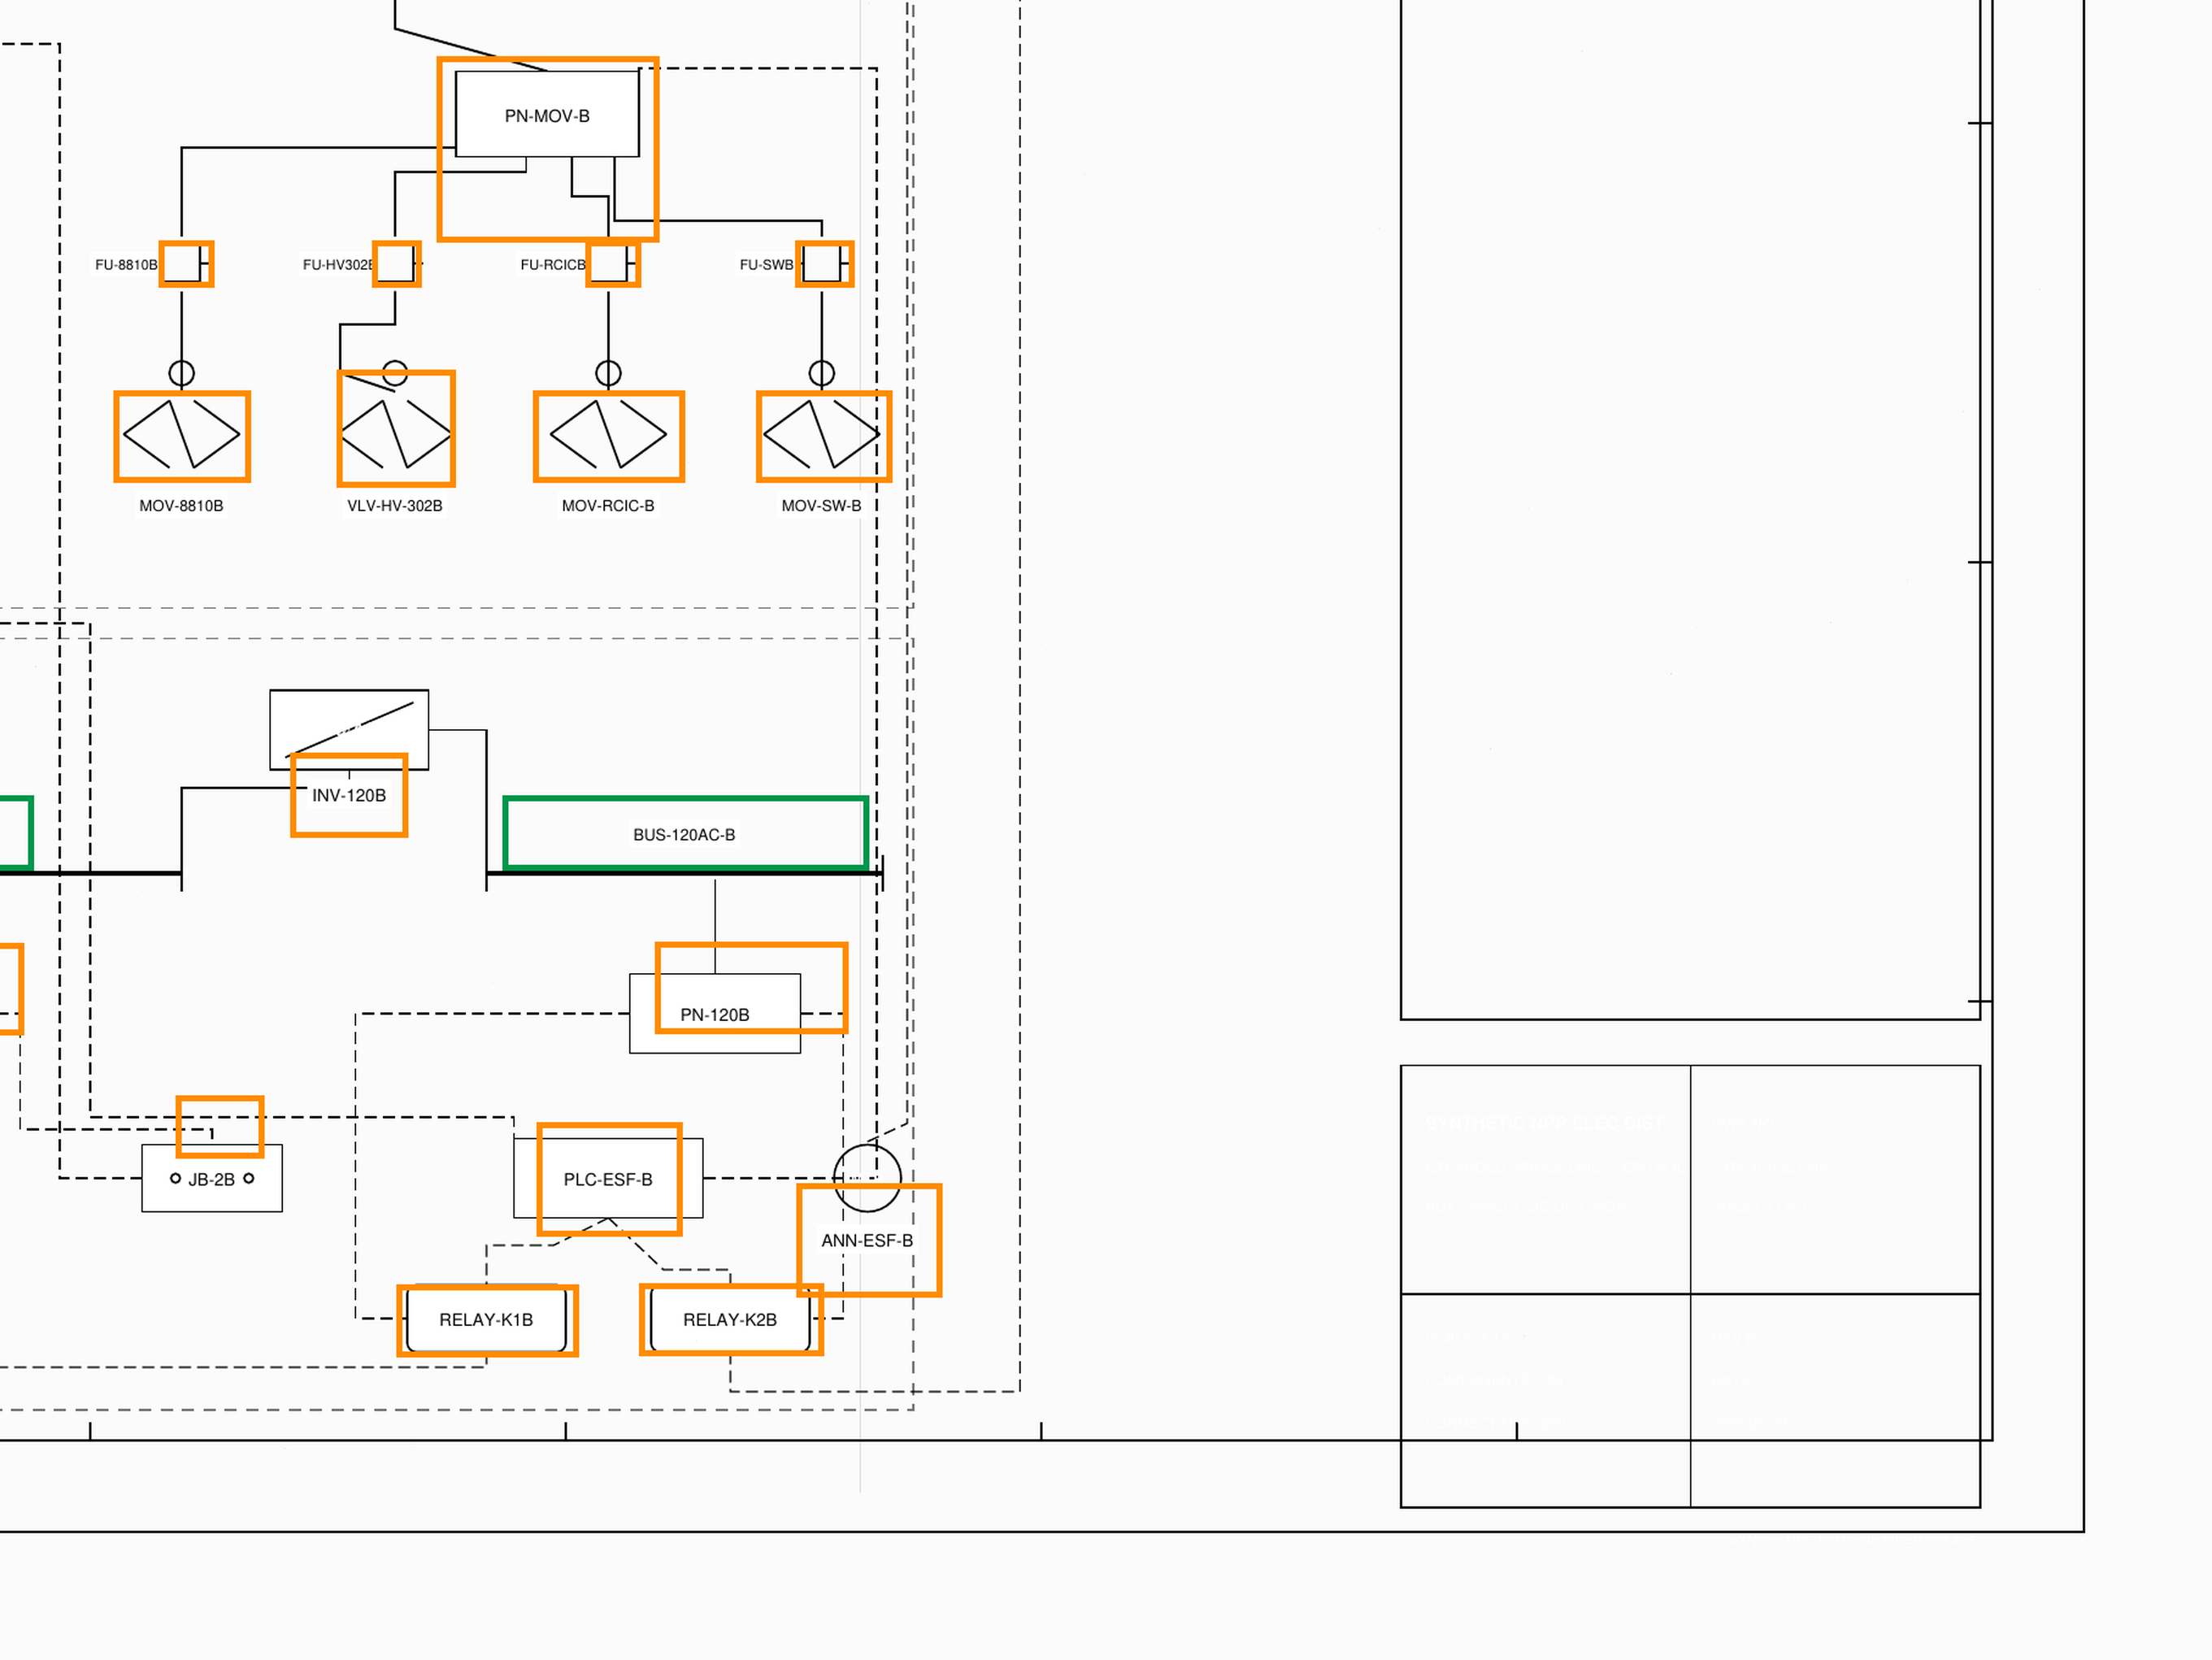 PN-MOV-B
FU-8810B
FU-HV302B
FU-RCICB
FU-SWB
MOV-8810B
VLV-HV-302B
MOV-RCIC-B
MOV-SW-B
INV-120B
BUS-120AC-B
PN-120B
JB-2B
PLC-ESF-B
ANN-ESF-B
RELAY-K1B
RELAY-K2B